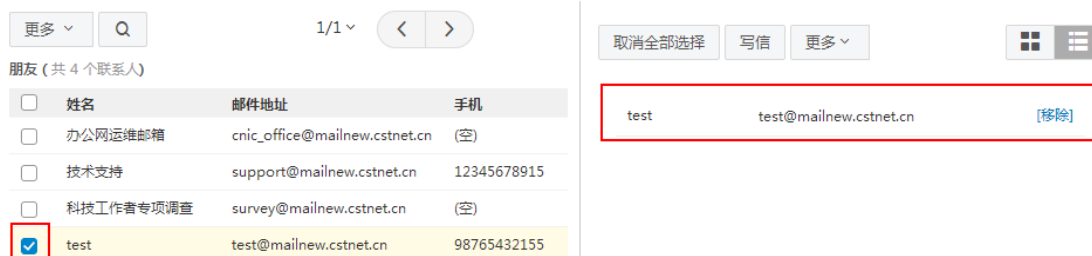 更多
1/1
取消全部选择 写信 更多
朋友 ( 共 4 个联系人)
姓名 邮件地址 手机
办公网运维邮箱 cnic_office@mailnew.cstnet.cn (空)
技术支持 support@mailnew.cstnet.cn 12345678915
科技工作者专项调查 survey@mailnew.cstnet.cn (空)
test test@mailnew.cstnet.cn 98765432155
test test@mailnew.cstnet.cn [移除]